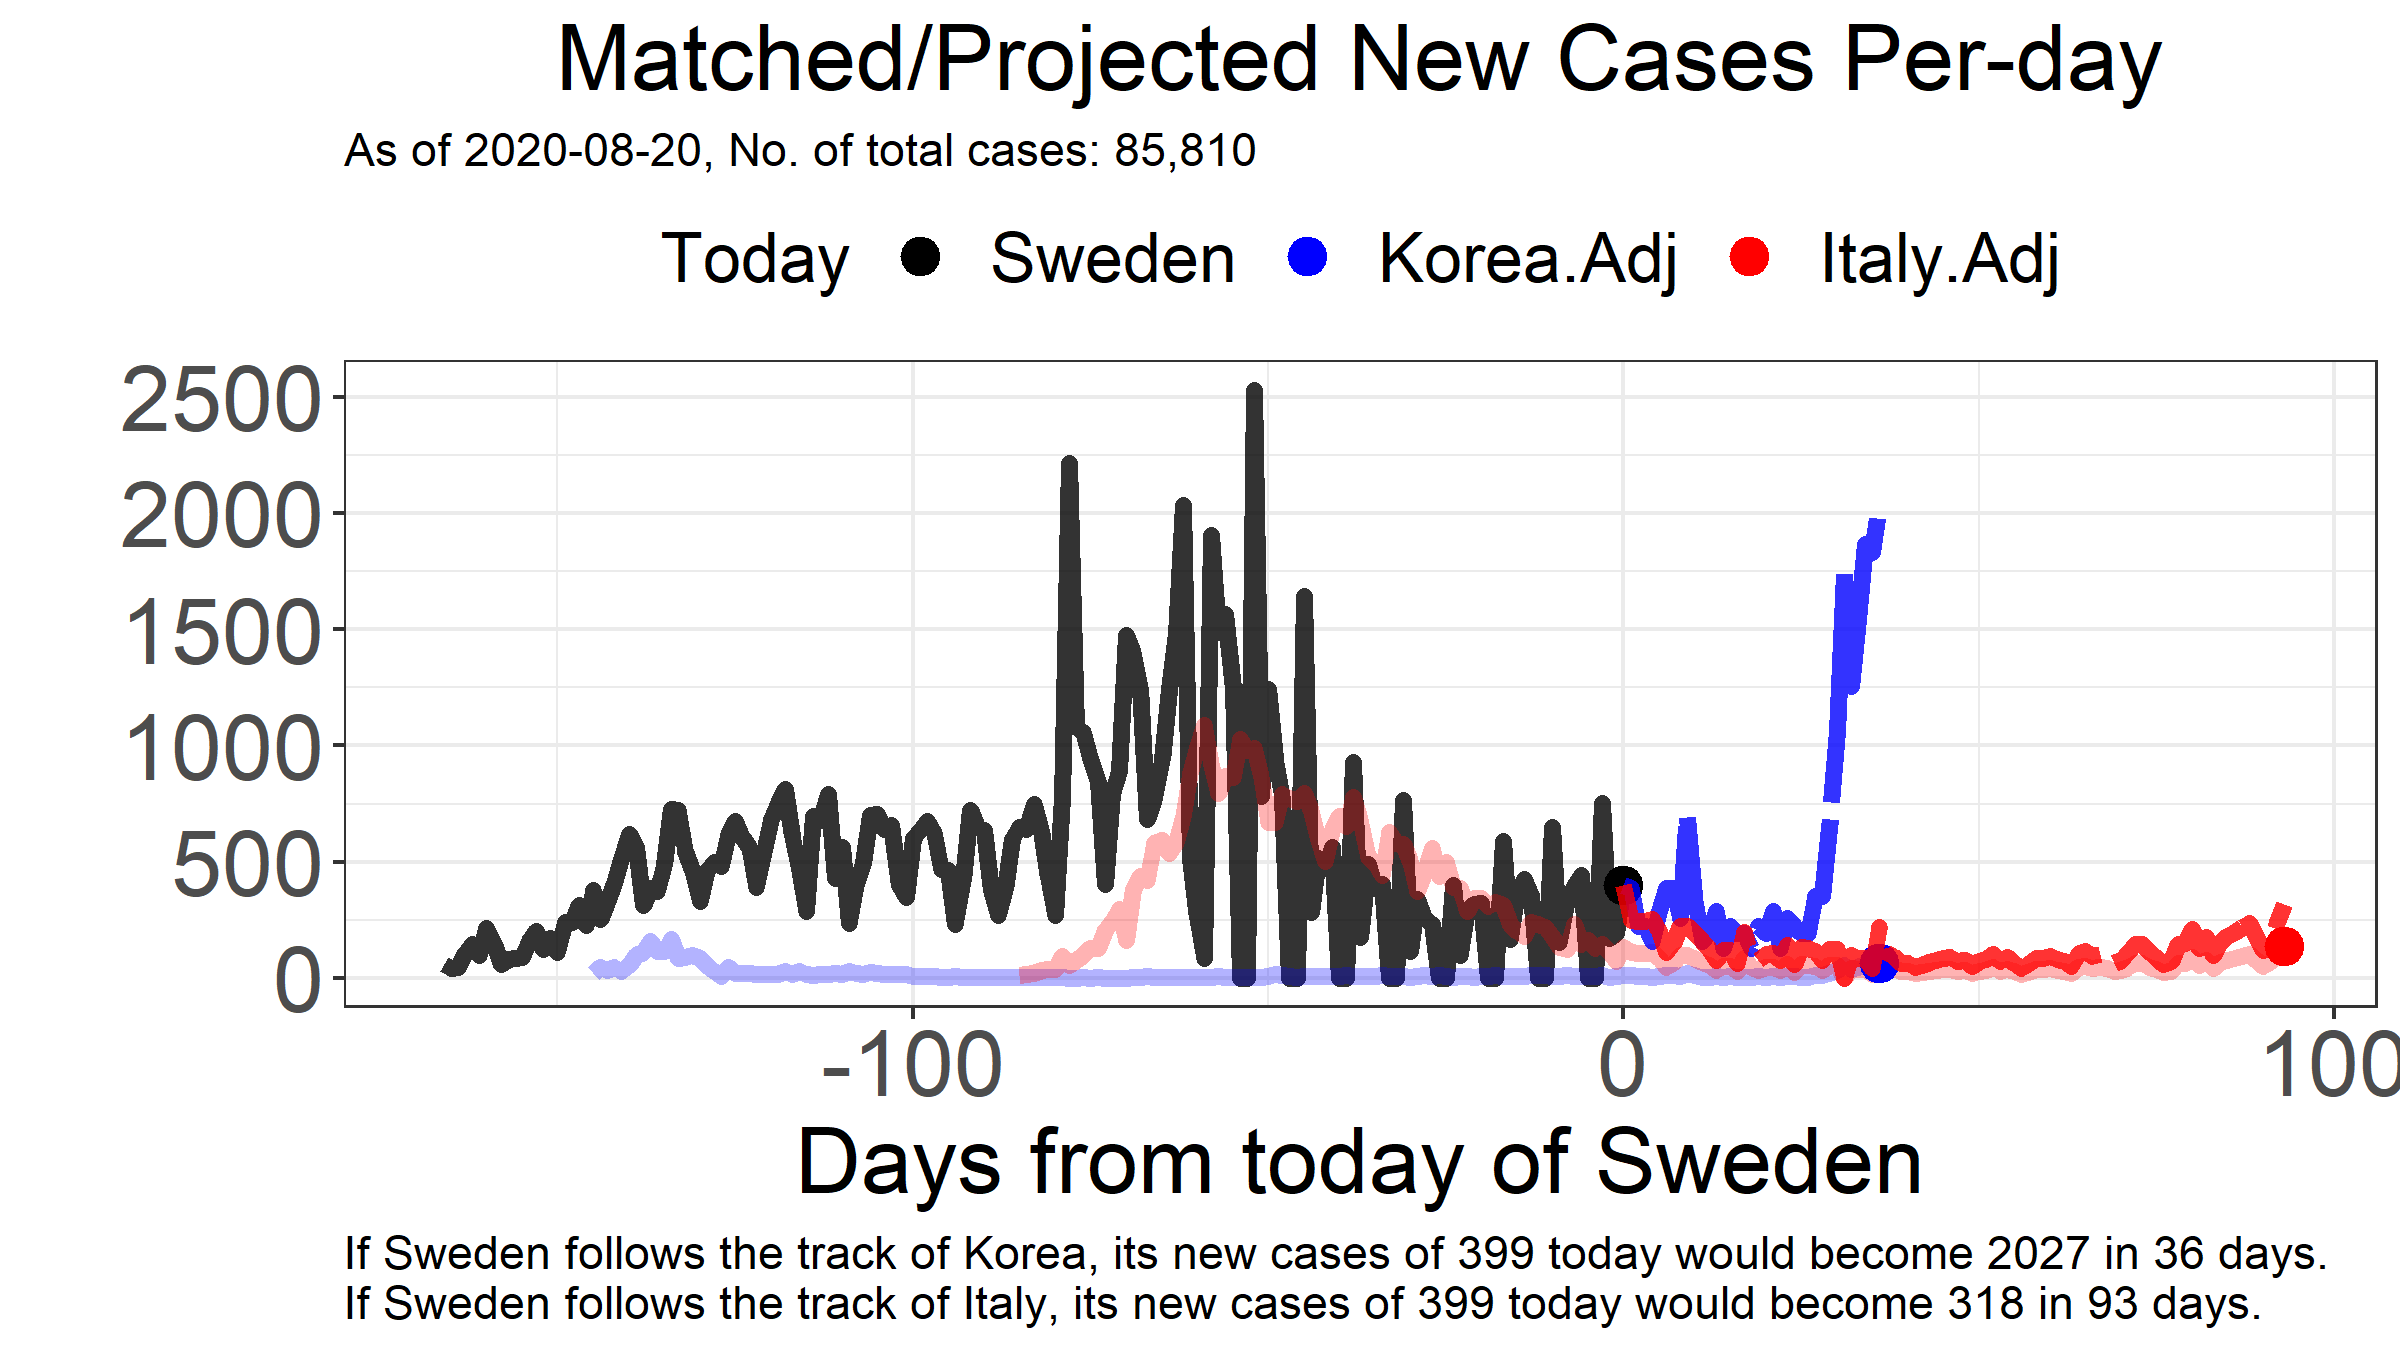 Matched/Projected New Cases Per-day
As of 2020-08-20, No. of total cases: 85,810
Today Sweden Korea.Adj Italy.Adj
2500
2000
1500
1000
500
0
-100 0 100
Days from today of Sweden
If Sweden follows the track of Korea, its new cases of 399 today would become 2027 in 36 days.
If Sweden follows the track of Italy, its new cases of 399 today would become 318 in 93 days.